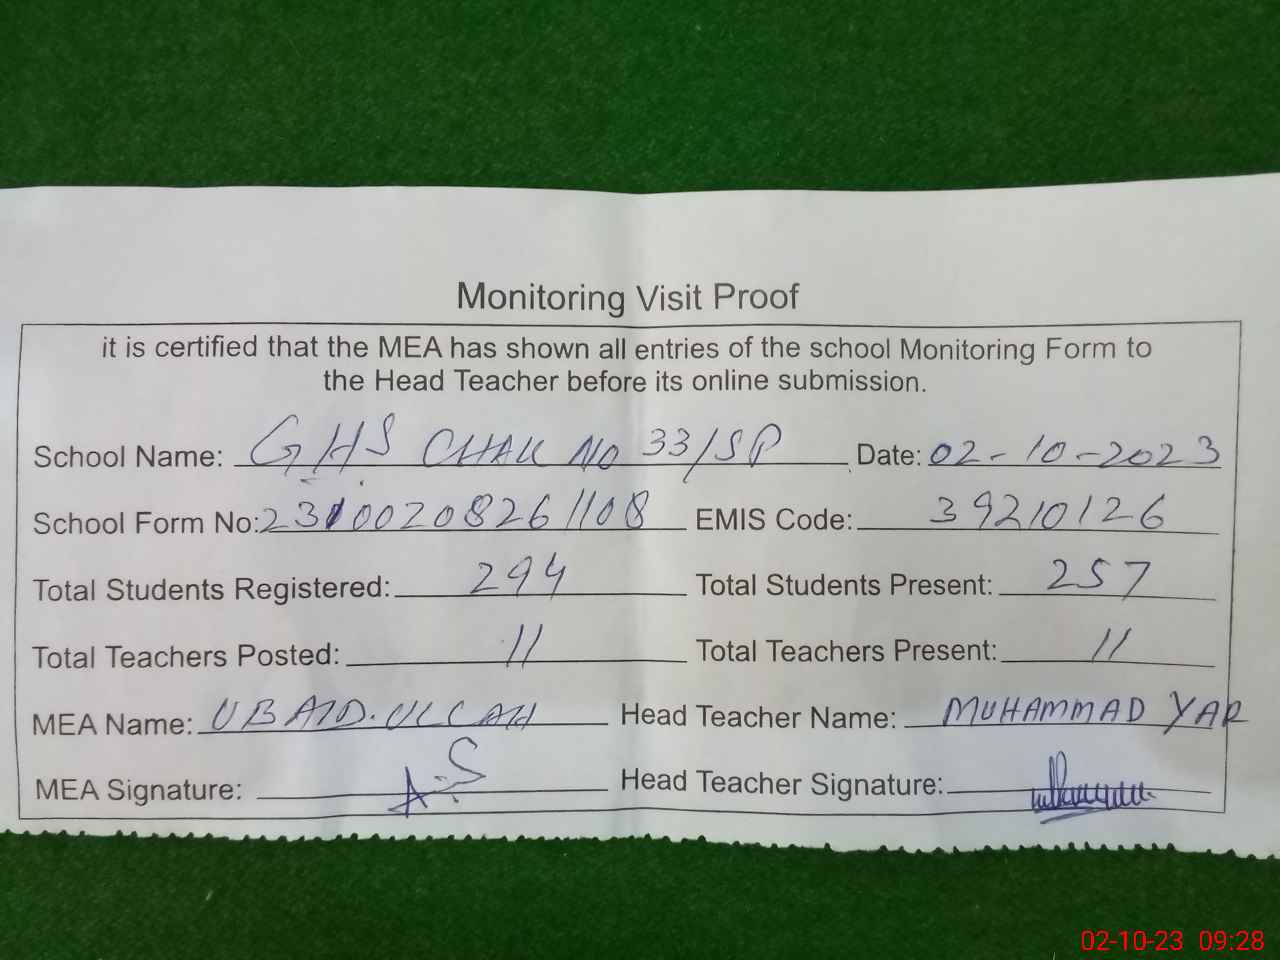 Monitoring Visit Proof
it is certified that the MEA has shown all entries of the school Monitoring Form to
the Head Teacher before its online submission.
School Name: GHS CHAK NO 33/SP Date: 02-10-2023
School Form No: 23100208261108 EMIS Code: 39210126
Total Students Registered: 294 Total Students Present: 257
Total Teachers Posted: 11 Total Teachers Present: 11
MEA Name: UBAID.ULLAH Head Teacher Name: MUHAMMAD YAR
MEA Signature: Head Teacher Signature:
02-10-23 09:28